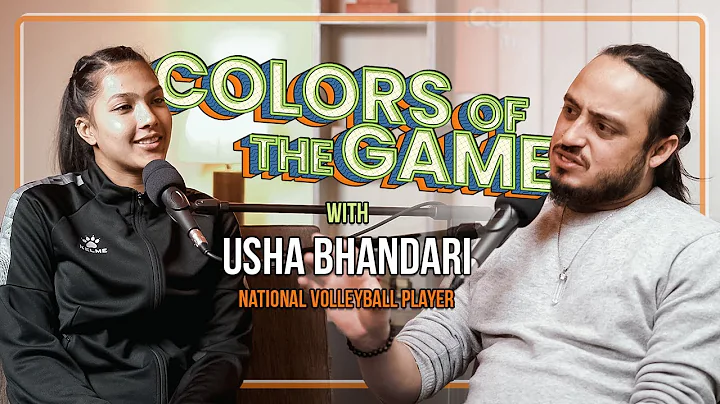 COLORS OF
THE GAME
WITH
USHA BHANDARI
NATIONAL VOLLEYBALL PLAYER
KELME